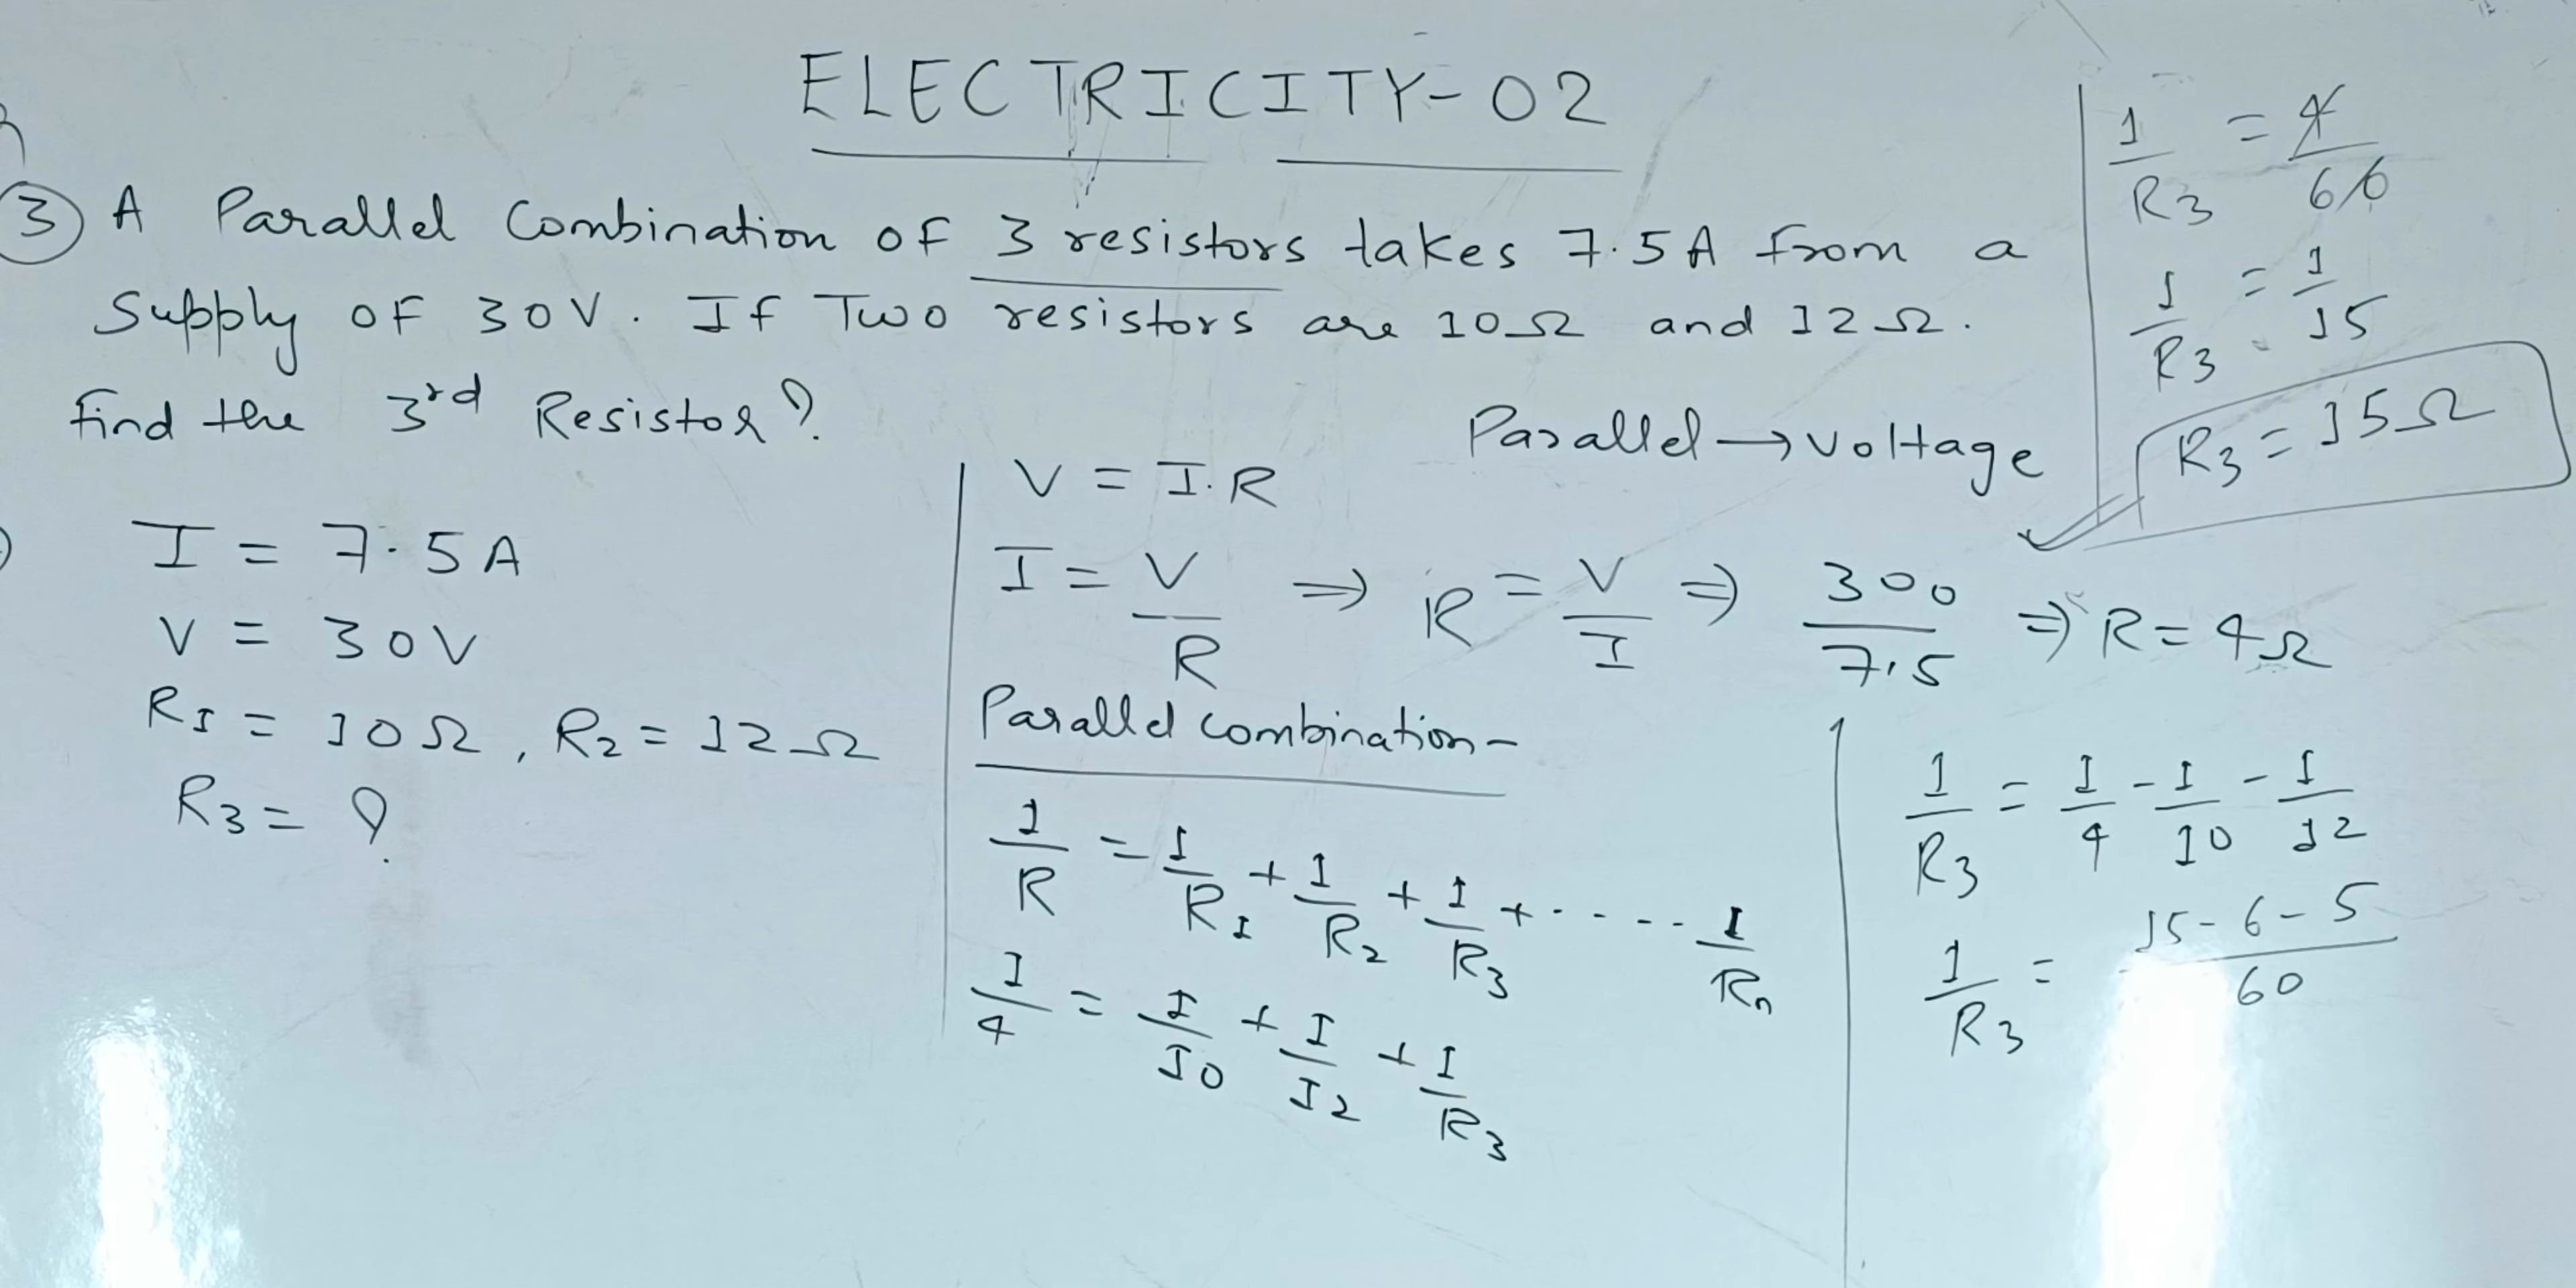 ELECTRICITY-02
③ A Parallel Combination OF 3 resistors takes 7.5A from a
Supply OF 30V. If Two resistors are 10Ω and 12Ω.
find the 3rd Resistor?
I = 7.5A
V = 30V
R1 = 10Ω, R2 = 12Ω
R3 = ?
Parallel → Voltage
V = I.R
I = V/R ⇒ R = V/I ⇒ 300/7.5 ⇒ R = 4Ω
Parallel combination-
1/R = 1/R1 + 1/R2 + 1/R3 + ..... 1/Rn
1/4 = 1/10 + 1/12 + 1/R3
1/R3 = 1/4 - 1/10 - 1/12
1/R3 = 15-6-5/60
1/R3 = 4/60
1/R3 = 1/15
R3 = 15Ω